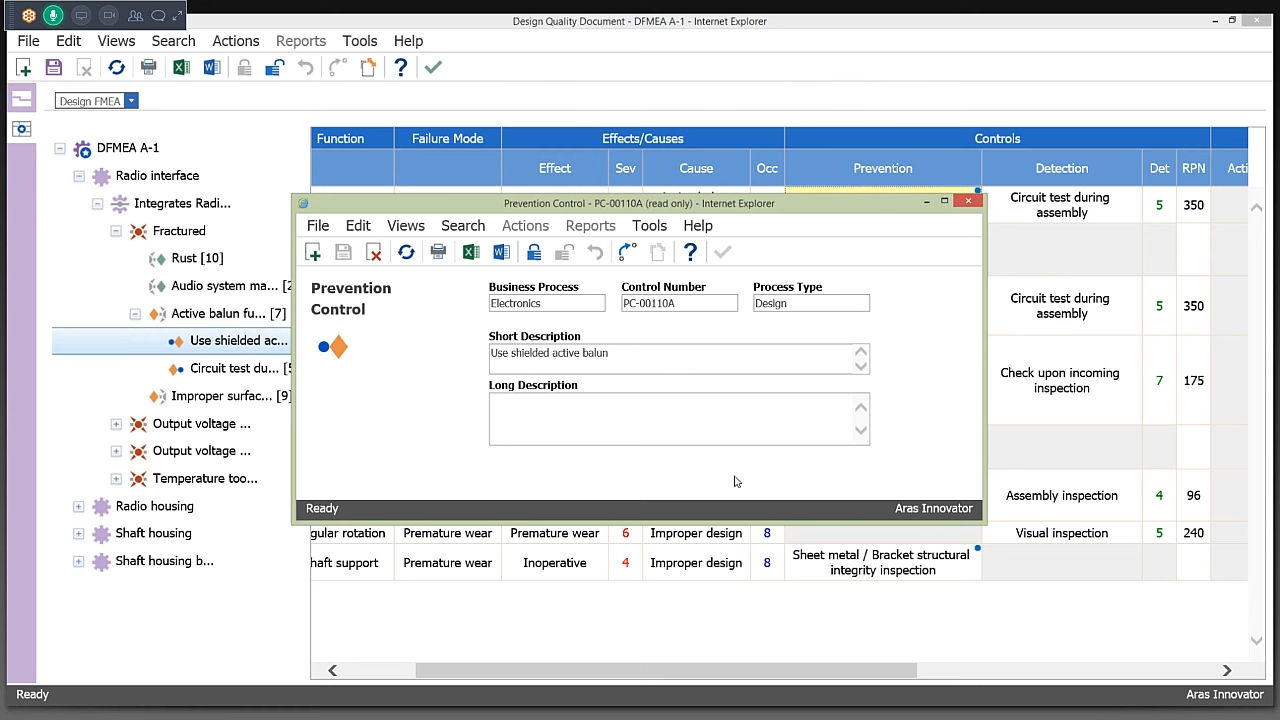 Design Quality Document - DFMEA A-1 - Internet Explorer
File Edit Views Search Actions Reports Tools Help
Design FMEA
DFMEA A-1
Radio interface
Integrates Radi...
Fractured
Rust [10]
Audio system ma... [2
Active balun fu... [7]
Use shielded ac...
Circuit test du... [5
Improper surfac... [9]
Output voltage ...
Output voltage ...
Temperature too...
Radio housing
Shaft housing
Shaft housing b...
Function Failure Mode Effects/Causes Controls
Effect Sev Cause Occ Prevention Detection Det RPN Acti
Circuit test during assembly 5 350
Circuit test during assembly 5 350
Check upon incoming inspection 7 175
Assembly inspection 4 96
gular rotation Premature wear Premature wear 6 Improper design 8 Visual inspection 5 240
haft support Premature wear Inoperative 4 Improper design 8 Sheet metal / Bracket structural integrity inspection
Prevention Control - PC-00110A (read only) - Internet Explorer
File Edit Views Search Actions Reports Tools Help
Prevention Control
Business Process Control Number Process Type
Electronics PC-00110A Design
Short Description
Use shielded active balun
Long Description
Ready Aras Innovator
Ready Aras Innovator